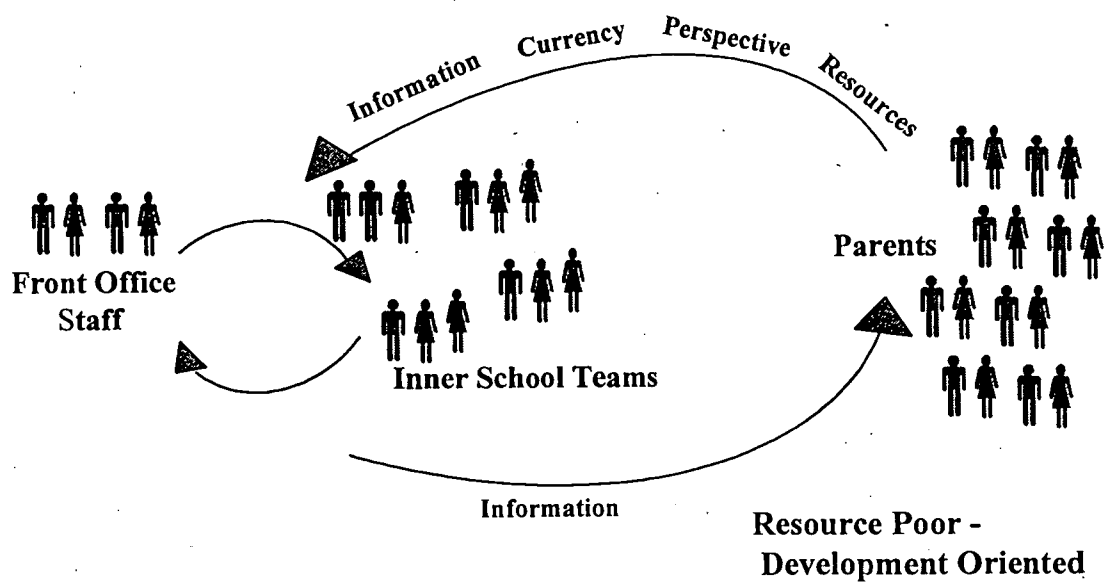 Information Currency Perspective Resources
Front Office
Staff
Parents
Inner School Teams
Information
Resource Poor -
Development Oriented